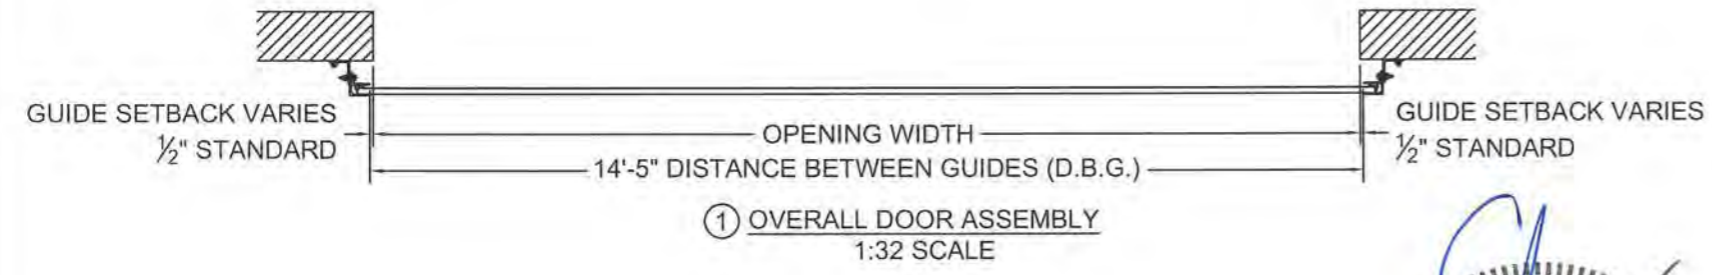 GUIDE SETBACK VARIES
½" STANDARD
OPENING WIDTH
14'-5" DISTANCE BETWEEN GUIDES (D.B.G.)
GUIDE SETBACK VARIES
½" STANDARD
1 OVERALL DOOR ASSEMBLY
1:32 SCALE